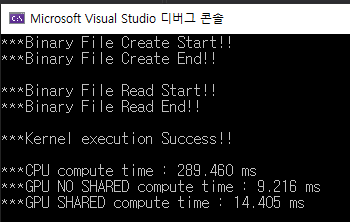 Microsoft Visual Studio 디버그 콘솔
***Binary File Create Start!!
***Binary File Create End!!
***Binary File Read Start!!
***Binary File Read End!!
***Kernel execution Success!!
***CPU compute time : 289.460 ms
***GPU NO SHARED compute time : 9.216 ms
***GPU SHARED compute time : 14.405 ms